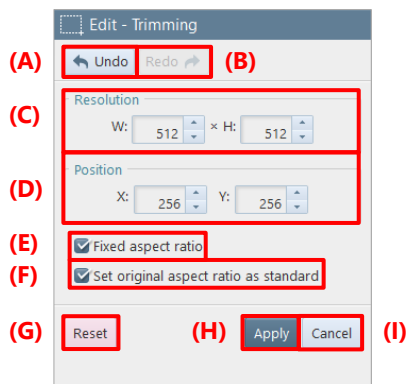 Edit - Trimming
(A) Undo Redo (B)
(C) Resolution
W: 512 × H: 512
(D) Position
X: 256 Y: 256
(E) Fixed aspect ratio
(F) Set original aspect ratio as standard
(G) Reset (H) Apply Cancel (I)